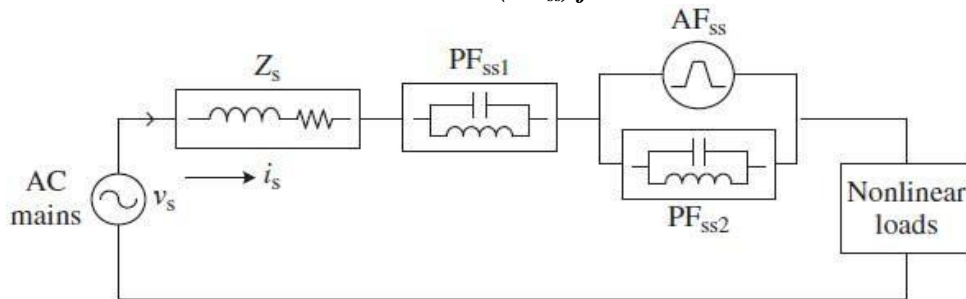 AF_ss
Z_s
PF_ss1
AC
mains
v_s
i_s
PF_ss2
Nonlinear
loads